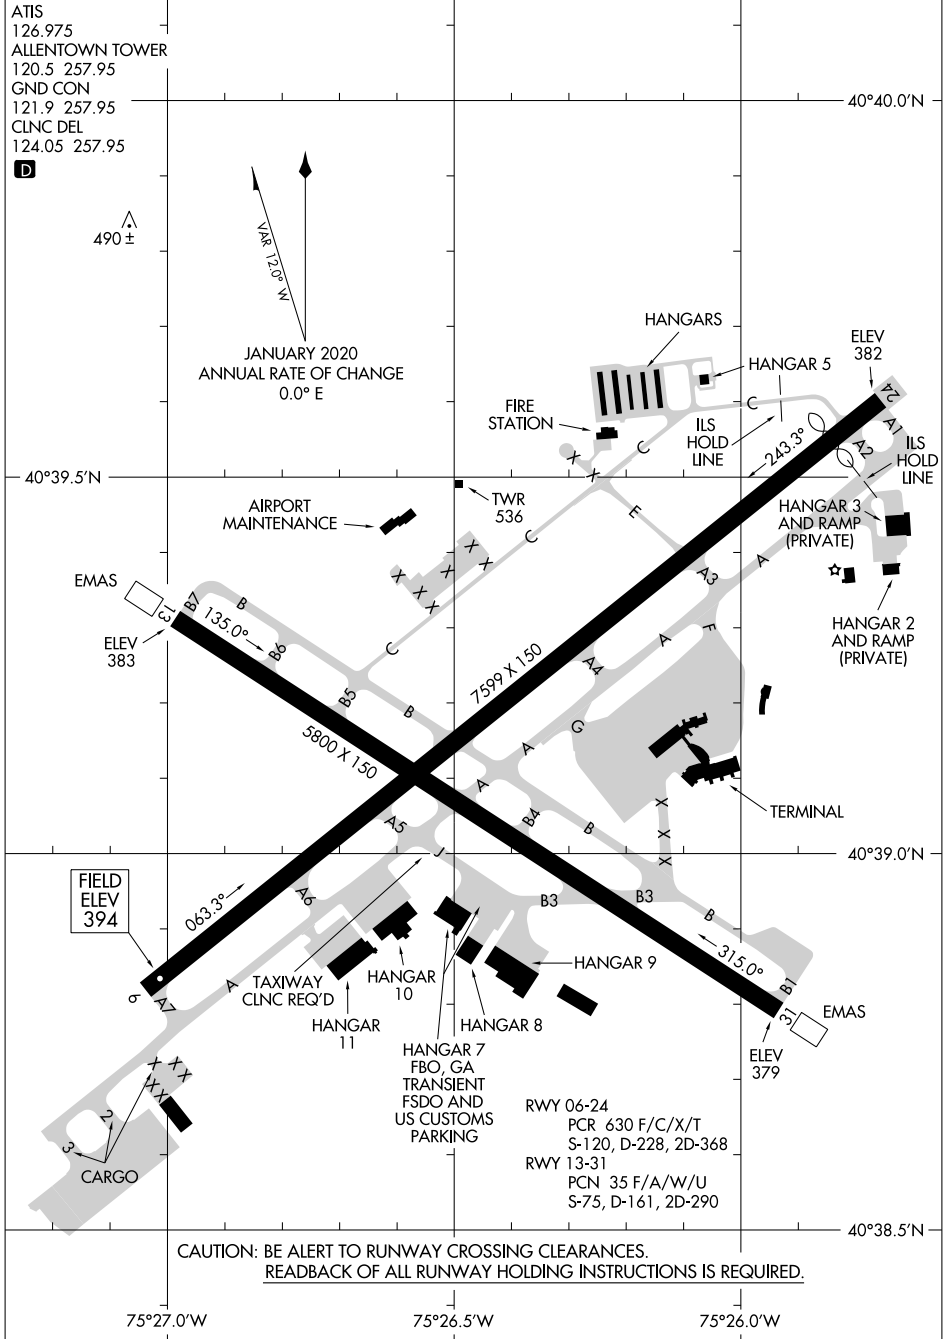 ATIS
126.975
ALLENTOWN TOWER
120.5 257.95
GND CON
121.9 257.95
CLNC DEL
124.05 257.95
D
40°40.0'N
490 ±
VAR 12.0° W
JANUARY 2020
ANNUAL RATE OF CHANGE
0.0° E
HANGARS
ELEV
382
HANGAR 5
24
C
A1
FIRE
STATION
ILS
HOLD
LINE
243.3°
A2
ILS
HOLD
LINE
C
X
X
40°39.5'N
TWR
536
AIRPORT
MAINTENANCE
HANGAR 3
AND RAMP
(PRIVATE)
E
C
X
X
X
X
X
X
A
A3
EMAS
13
B7
B
135.0°
ELEV
383
B6
C
HANGAR 2
AND RAMP
(PRIVATE)
F
A
A4
7599 X 150
B5
B
G
A
5800 X 150
A
TERMINAL
X
X
X
B4
B
A5
J
40°39.0'N
FIELD
ELEV
394
063.3°
A6
B3
B3
B
315.0°
HANGAR 9
TAXIWAY
CLNC REQ'D
HANGAR
10
HANGAR
11
HANGAR 8
6
A7
A
B1
31
EMAS
ELEV
379
HANGAR 7
FBO, GA
TRANSIENT
FSDO AND
US CUSTOMS
PARKING
X
X
X
X
X
2
3
CARGO
RWY 06-24
PCR 630 F/C/X/T
S-120, D-228, 2D-368
RWY 13-31
PCN 35 F/A/W/U
S-75, D-161, 2D-290
40°38.5'N
CAUTION: BE ALERT TO RUNWAY CROSSING CLEARANCES.
READBACK OF ALL RUNWAY HOLDING INSTRUCTIONS IS REQUIRED.
75°27.0'W
75°26.5'W
75°26.0'W